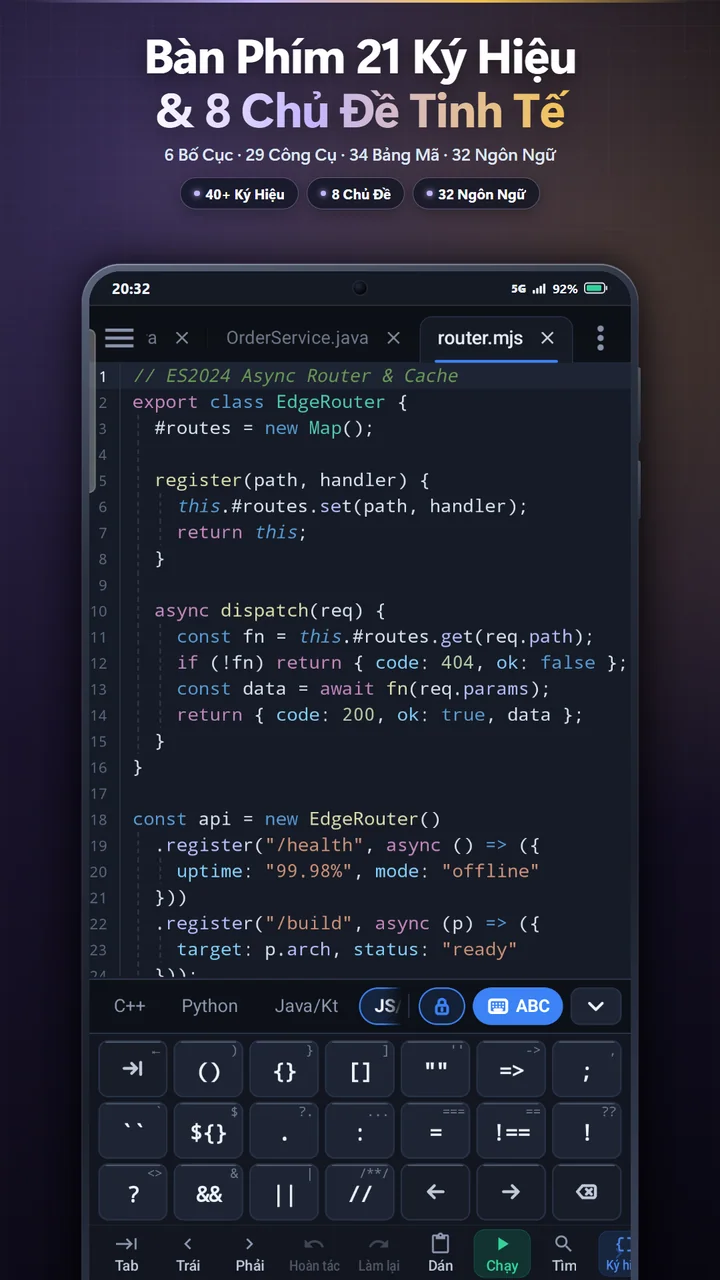 Bàn Phím 21 Ký Hiệu
& 8 Chủ Đề Tinh Tế
6 Bố Cục · 29 Công Cụ · 34 Bảng Mã · 32 Ngôn Ngữ
• 40+ Ký Hiệu • 8 Chủ Đề • 32 Ngôn Ngữ
20:32 5G 92%
a × OrderService.java × router.mjs ×
1 // ES2024 Async Router & Cache
2 export class EdgeRouter {
3 #routes = new Map();
4
5 register(path, handler) {
6 this.#routes.set(path, handler);
7 return this;
8 }
9
10 async dispatch(req) {
11 const fn = this.#routes.get(req.path);
12 if (!fn) return { code: 404, ok: false };
13 const data = await fn(req.params);
14 return { code: 200, ok: true, data };
15 }
16 }
17
18 const api = new EdgeRouter()
19 .register("/health", async () => ({
20 uptime: "99.98%", mode: "offline"
21 }))
22 .register("/build", async (p) => ({
23 target: p.arch, status: "ready"
24 }));
C++ Python Java/Kt JS/ ABC
← ) } ] '' -> ,
→| () {} [] "" => ;
' $ ?. ... === == ??
`` ${} . : = !== !
<> & | /**/
? && || // ← → ⌫
Tab Trái Phải Hoàn tác Làm lại Dán Chạy Tìm Ký hi